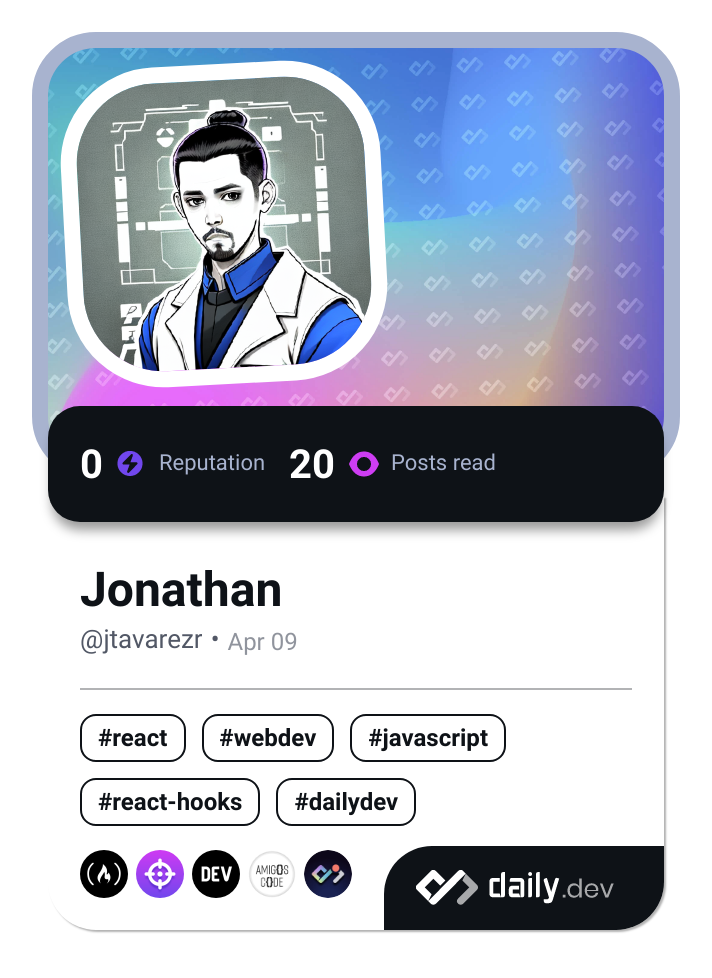 0 Reputation 20 Posts read
Jonathan
@jtavarezr • Apr 09
#react #webdev #javascript
#react-hooks #dailydev
DEV AMIGOS CODE
daily.dev